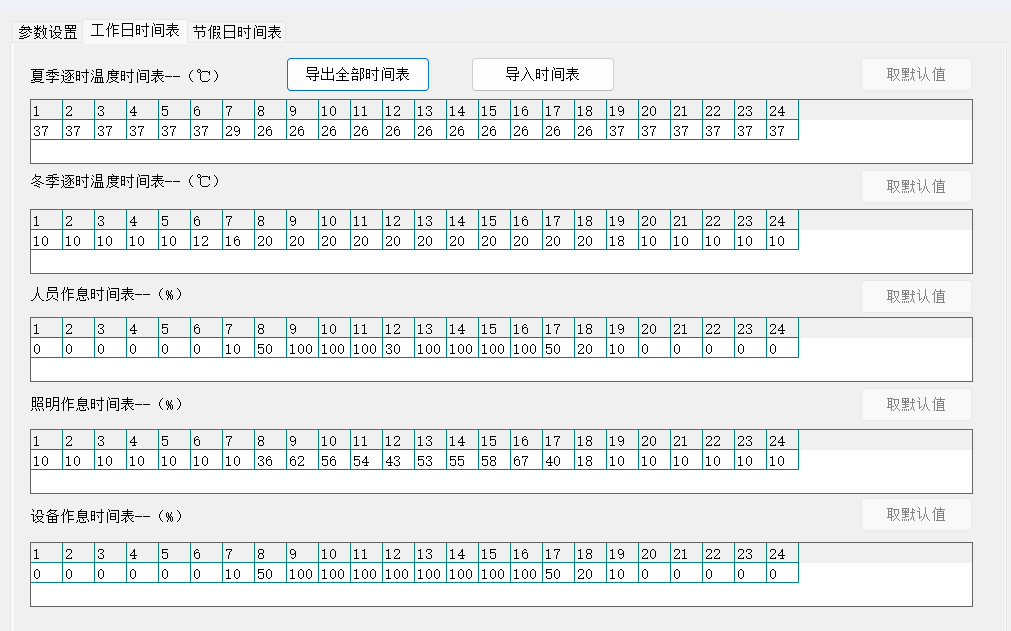 参数设置 工作日时间表 节假日时间表
夏季逐时温度时间表--（℃） 导出全部时间表 导入时间表 取默认值
1 2 3 4 5 6 7 8 9 10 11 12 13 14 15 16 17 18 19 20 21 22 23 24
37 37 37 37 37 37 29 26 26 26 26 26 26 26 26 26 26 26 37 37 37 37 37 37
冬季逐时温度时间表--（℃） 取默认值
1 2 3 4 5 6 7 8 9 10 11 12 13 14 15 16 17 18 19 20 21 22 23 24
10 10 10 10 10 12 16 20 20 20 20 20 20 20 20 20 20 20 18 10 10 10 10 10
人员作息时间表--（%） 取默认值
1 2 3 4 5 6 7 8 9 10 11 12 13 14 15 16 17 18 19 20 21 22 23 24
0 0 0 0 0 0 10 50 100 100 100 30 100 100 100 100 50 20 10 0 0 0 0 0
照明作息时间表--（%） 取默认值
1 2 3 4 5 6 7 8 9 10 11 12 13 14 15 16 17 18 19 20 21 22 23 24
10 10 10 10 10 10 10 36 62 56 54 43 53 55 58 67 40 18 10 10 10 10 10 10
设备作息时间表--（%） 取默认值
1 2 3 4 5 6 7 8 9 10 11 12 13 14 15 16 17 18 19 20 21 22 23 24
0 0 0 0 0 0 10 50 100 100 100 100 100 100 100 100 50 20 10 0 0 0 0 0